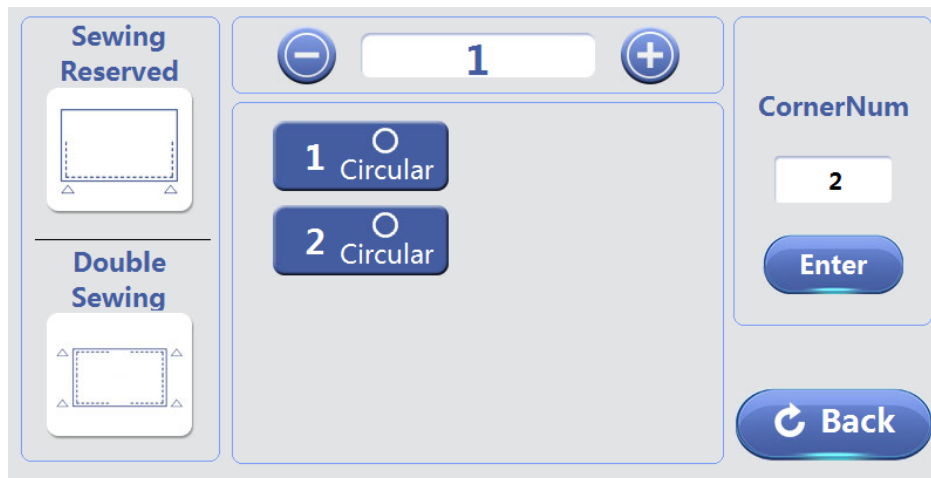 Sewing
Reserved
Double
Sewing
1
1 Circular
2 Circular
CornerNum
2
Enter
Back